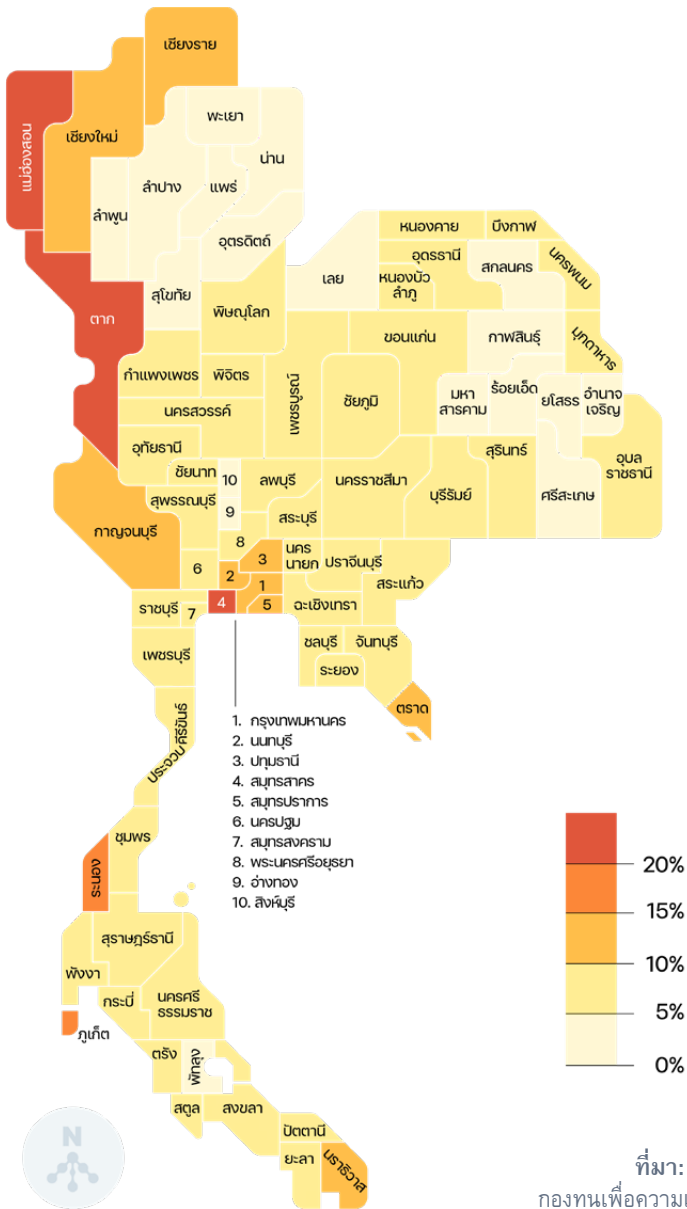 เชียงราย
พะเยา
แม่ฮ่องสอน
เชียงใหม่
น่าน
ลำปาง
แพร่
ลำพูน
อุตรดิตถ์
หนองคาย
บึงกาฬ
อุดรธานี
สกลนคร
นครพนม
เลย
หนองบัว
ลำภู
สุโขทัย
พิษณุโลก
ตาก
ขอนแก่น
กาฬสินธุ์
มุกดาหาร
กำแพงเพชร
พิจิตร
เพชรบูรณ์
ชัยภูมิ
มหา
สารคาม
ร้อยเอ็ด
ยโสธร
อำนาจ
เจริญ
นครสวรรค์
อุทัยธานี
ชัยนาท
10
ลพบุรี
นครราชสีมา
บุรีรัมย์
สุรินทร์
ศรีสะเกษ
อุบล
ราชธานี
สุพรรณบุรี
9
สระบุรี
กาญจนบุรี
8
3
นคร
นายก
ปราจีนบุรี
สระแก้ว
6
2
1
4
5
ฉะเชิงเทรา
ราชบุรี
7
เพชรบุรี
ชลบุรี
จันทบุรี
ระยอง
ตราด
ประจวบคีรีขันธ์
1. กรุงเทพมหานคร
2. นนทบุรี
3. ปทุมธานี
4. สมุทรสาคร
5. สมุทรปราการ
6. นครปฐม
7. สมุทรสงคราม
8. พระนครศรีอยุธยา
9. อ่างทอง
10. สิงห์บุรี
ชุมพร
ระนอง
สุราษฎร์ธานี
พังงา
กระบี่
นครศรี
ธรรมราช
ภูเก็ต
ตรัง
พัทลุง
สตูล
สงขลา
ปัตตานี
ยะลา
นราธิวาส
20%
15%
10%
5%
0%
N
ที่มา:
กองทุนเพื่อความ